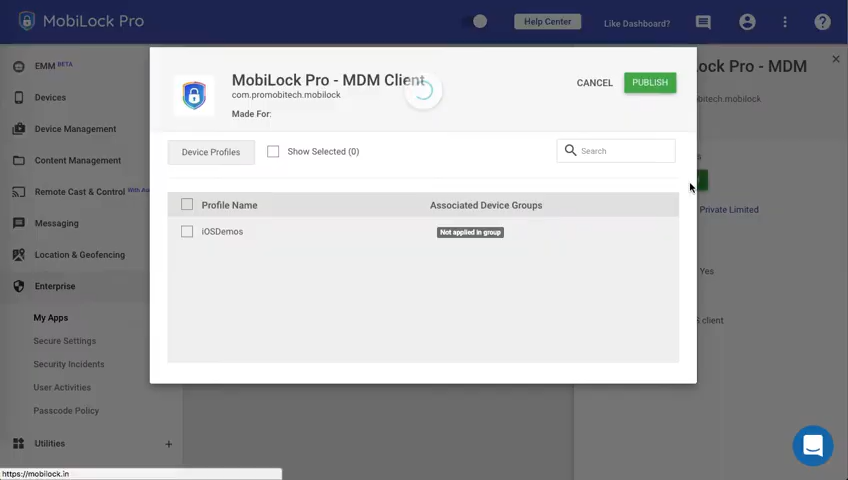 MobiLock Pro
Help Center
Like Dashboard?
EMM BETA
Devices
Device Management
Content Management
Remote Cast & Control
Messaging
Location & Geofencing
Enterprise
My Apps
Secure Settings
Security Incidents
User Activities
Passcode Policy
Utilities
MobiLock Pro - MDM Client
com.promobitech.mobilock
Made For:
CANCEL
PUBLISH
Device Profiles
Show Selected (0)
Search
Profile Name
Associated Device Groups
iOSDemos
Not applied in group
ock Pro - MDM
bitech.mobilock
Private Limited
Yes
client
https://mobilock.in